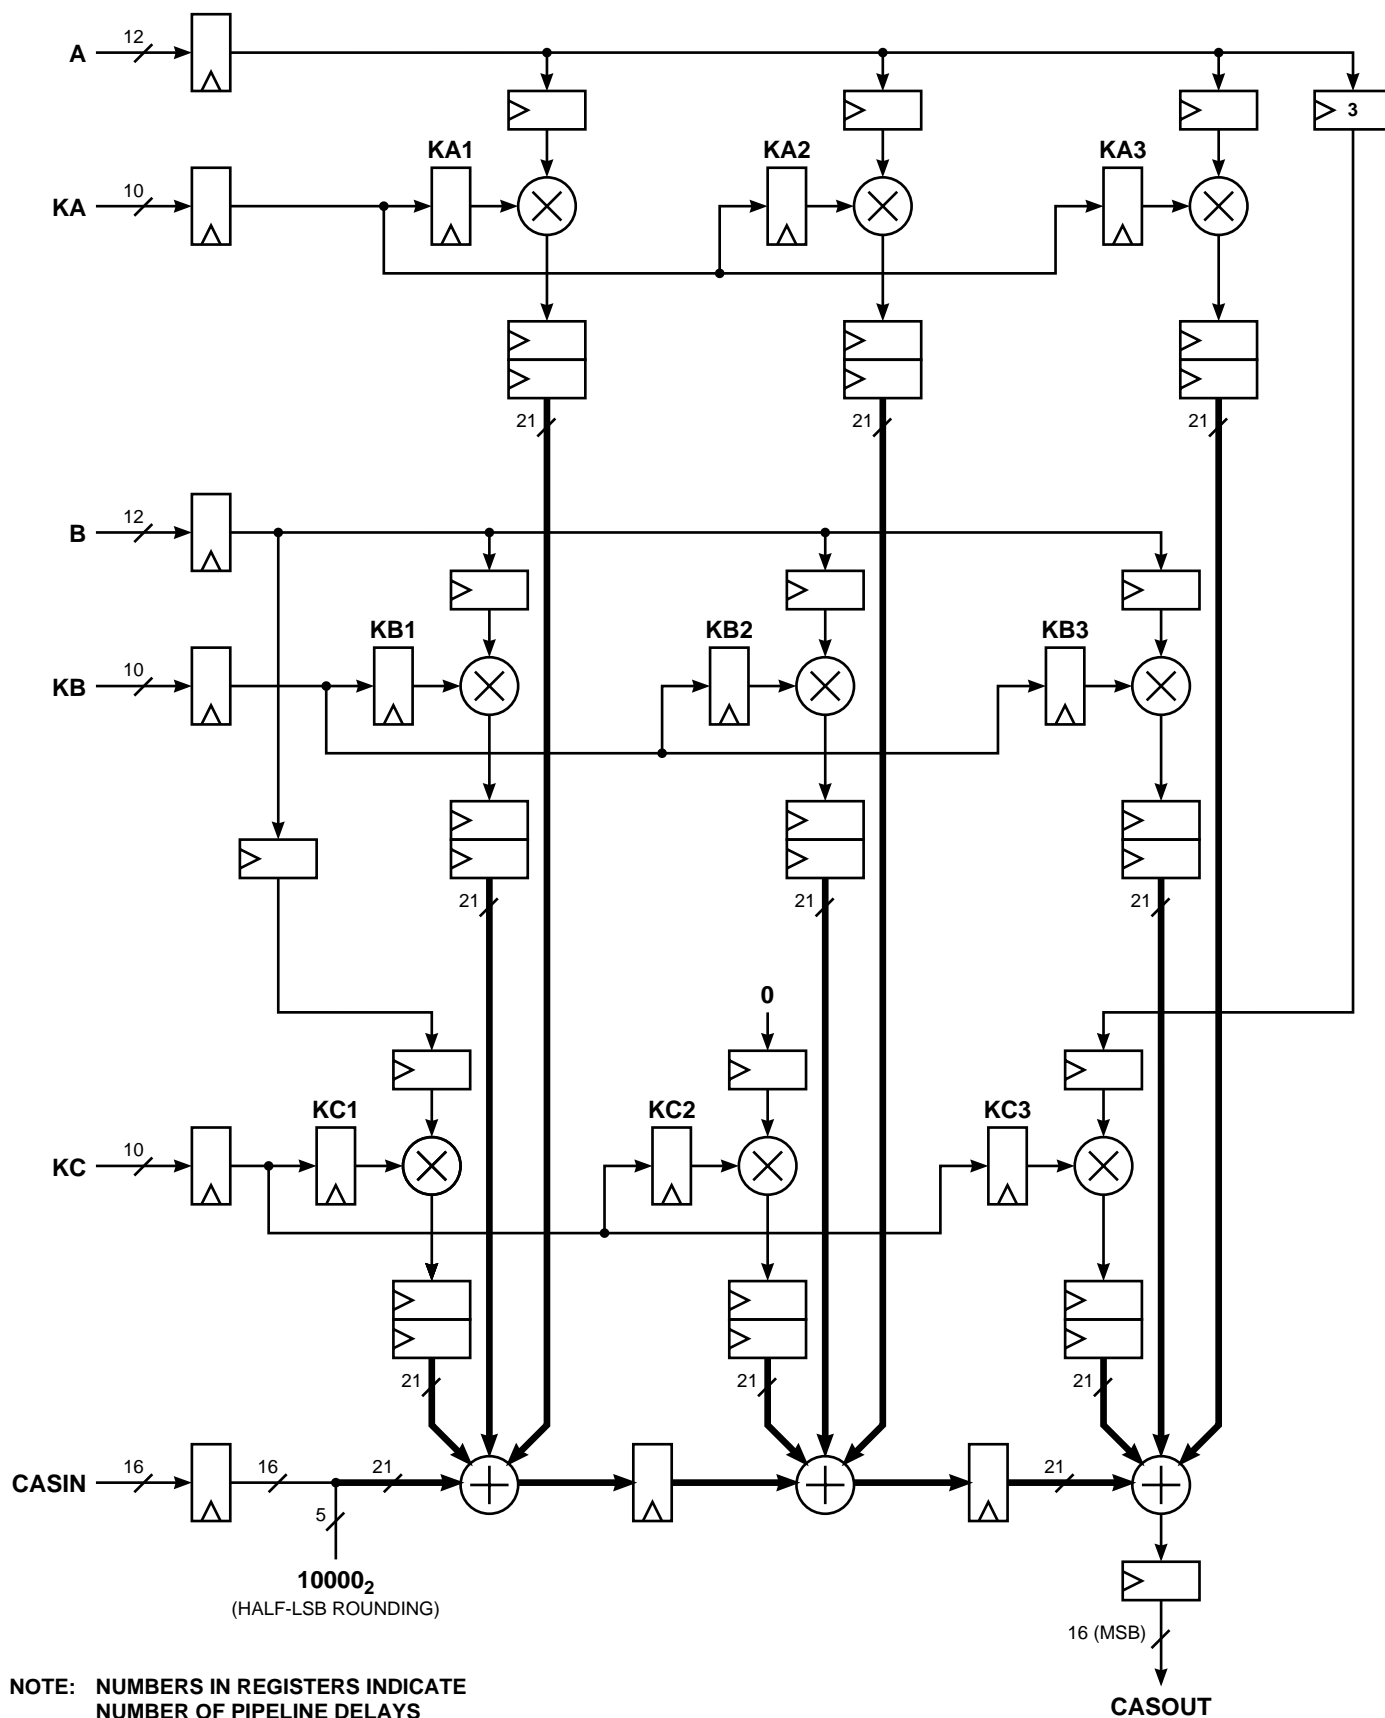 A 12
3
KA1 KA2 KA3
KA 10
21 21 21
B 12
KB1 KB2 KB3
KB 10
21 21 21
0
KC1 KC2 KC3
KC 10
21 21 21
CASIN 16 16 21 21
5
10000₂
(HALF-LSB ROUNDING)
16 (MSB)
CASOUT
NOTE: NUMBERS IN REGISTERS INDICATE
NUMBER OF PIPELINE DELAYS